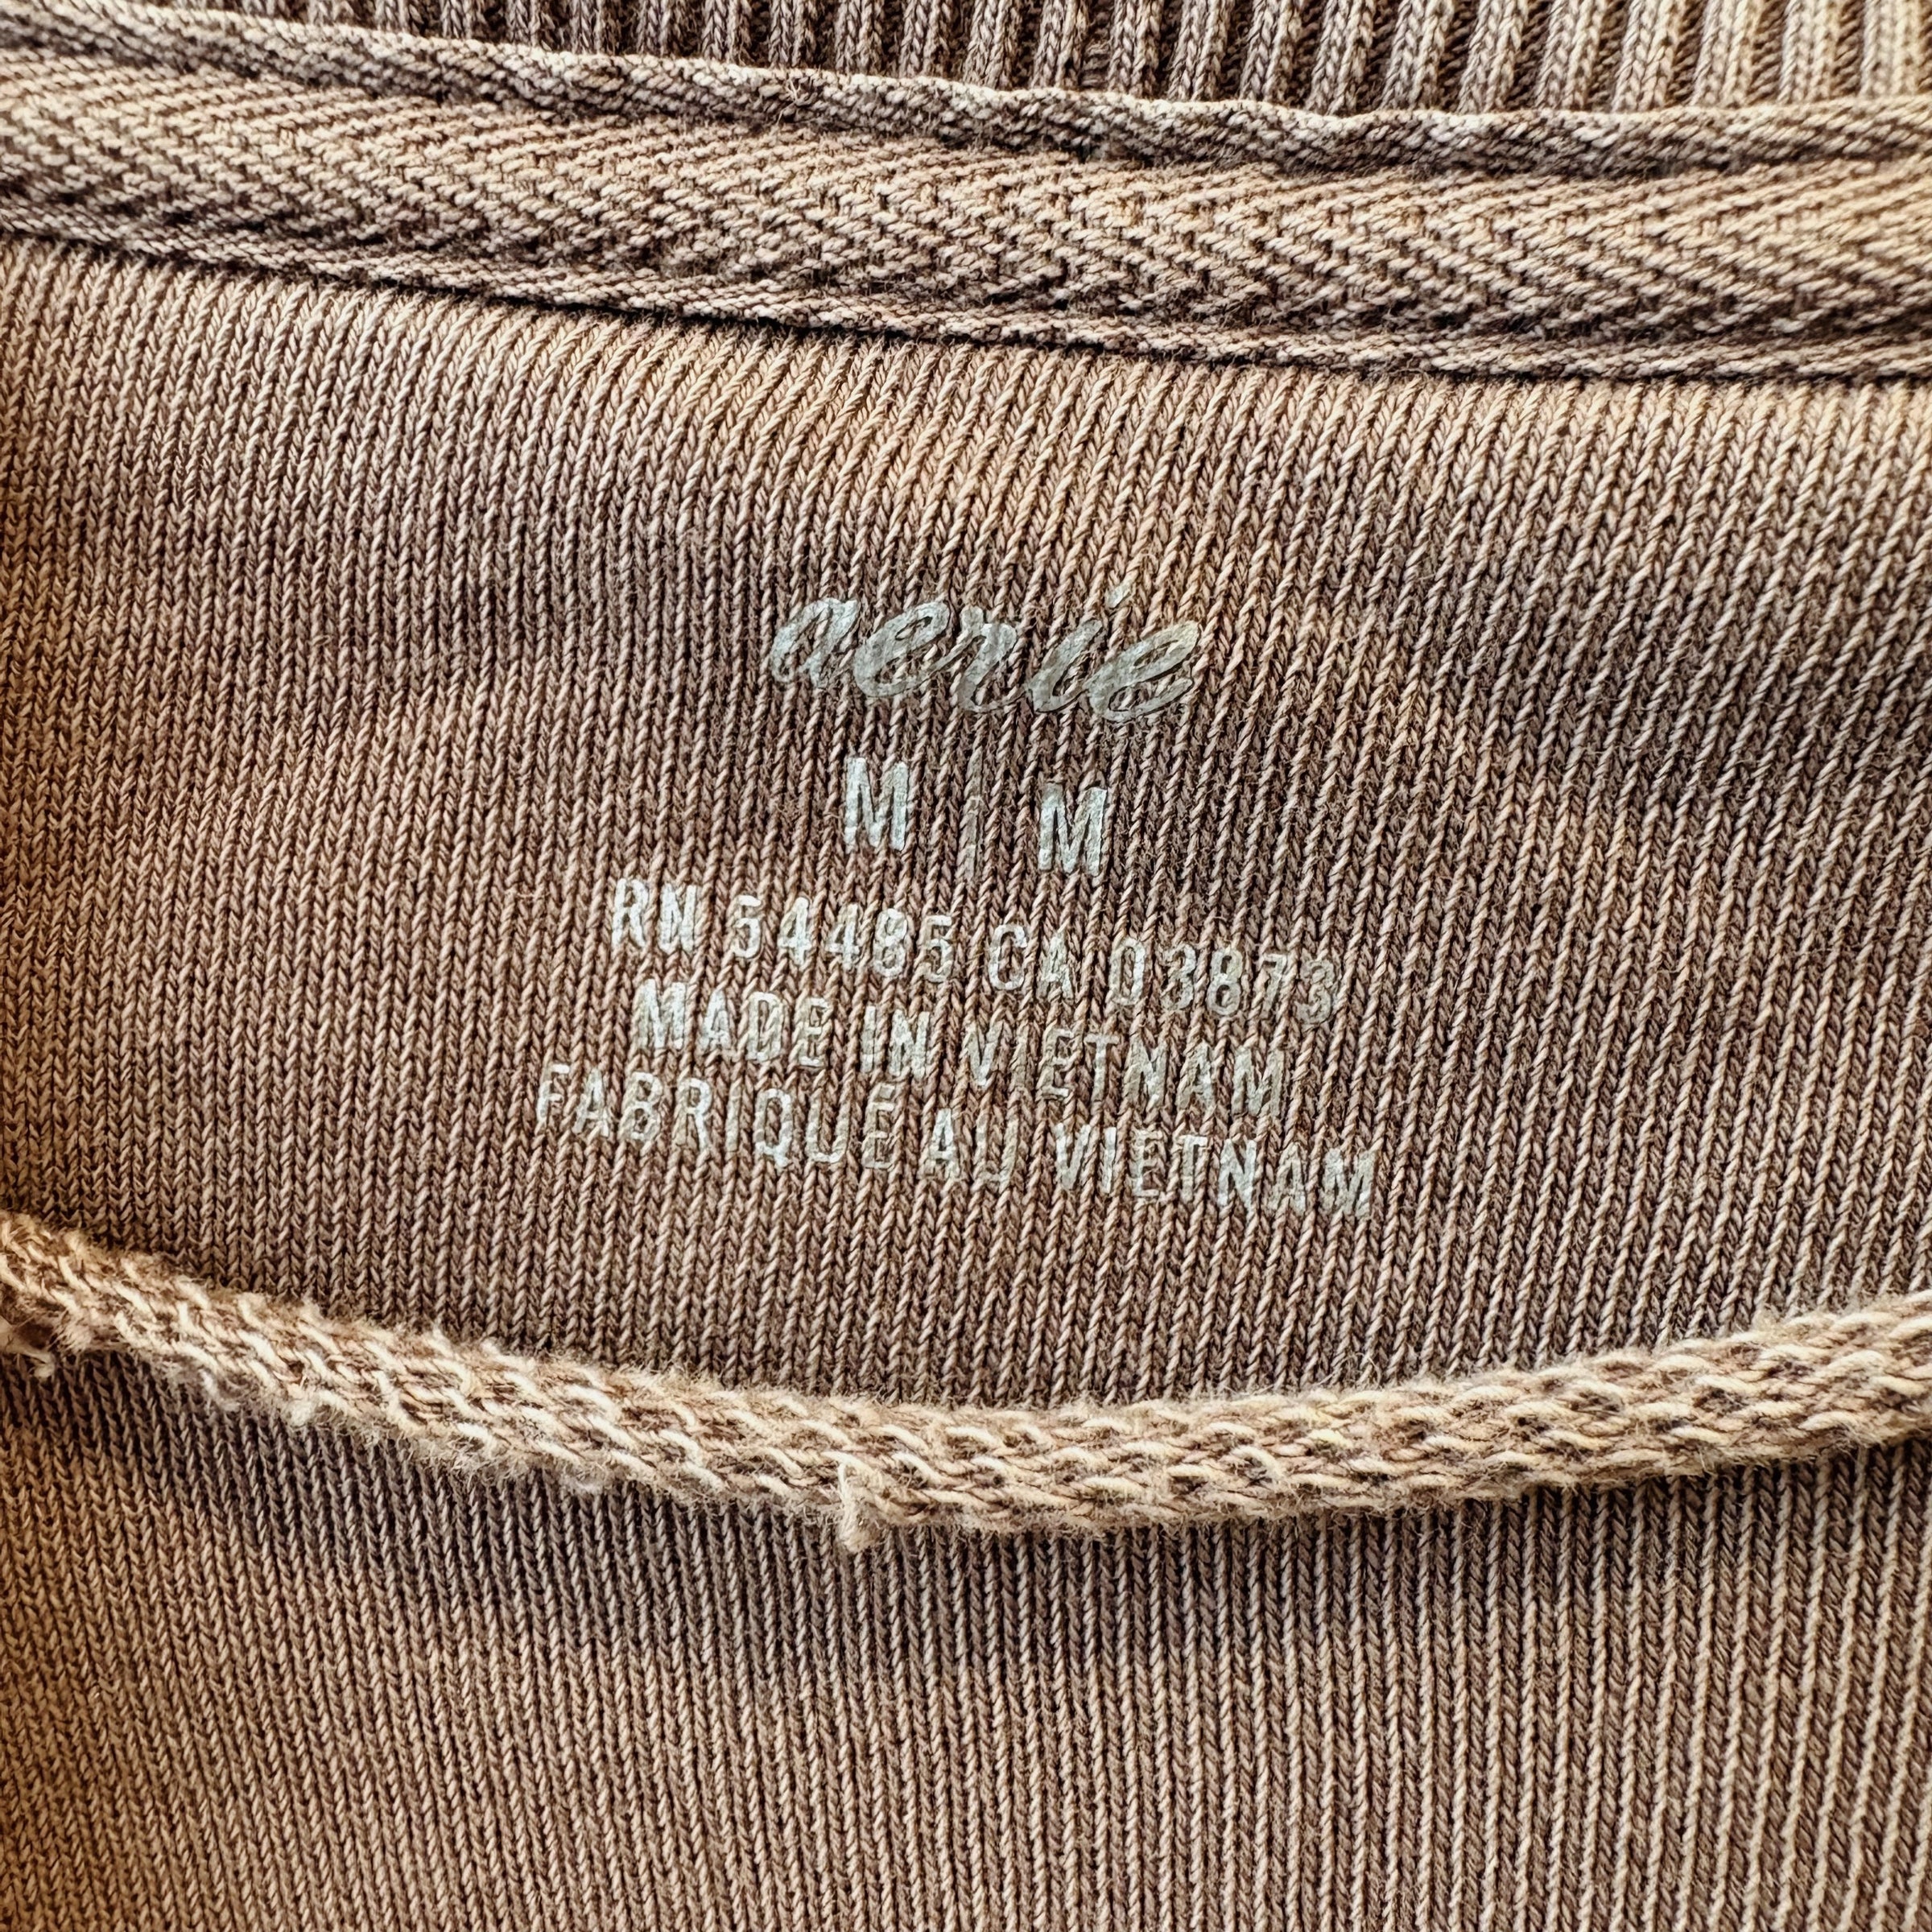 aerie
M | M
RN 54485 CA 03873
MADE IN VIETNAM
FABRIQUÉ AU VIETNAM